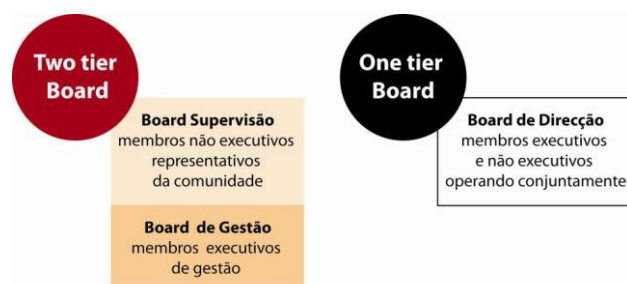 Two tier
Board
Board Supervisão
membros não executivos
representativos
da comunidade
Board de Gestão
membros executivos
de gestão
One tier
Board
Board de Direcção
membros executivos
e não executivos
operando conjuntamente